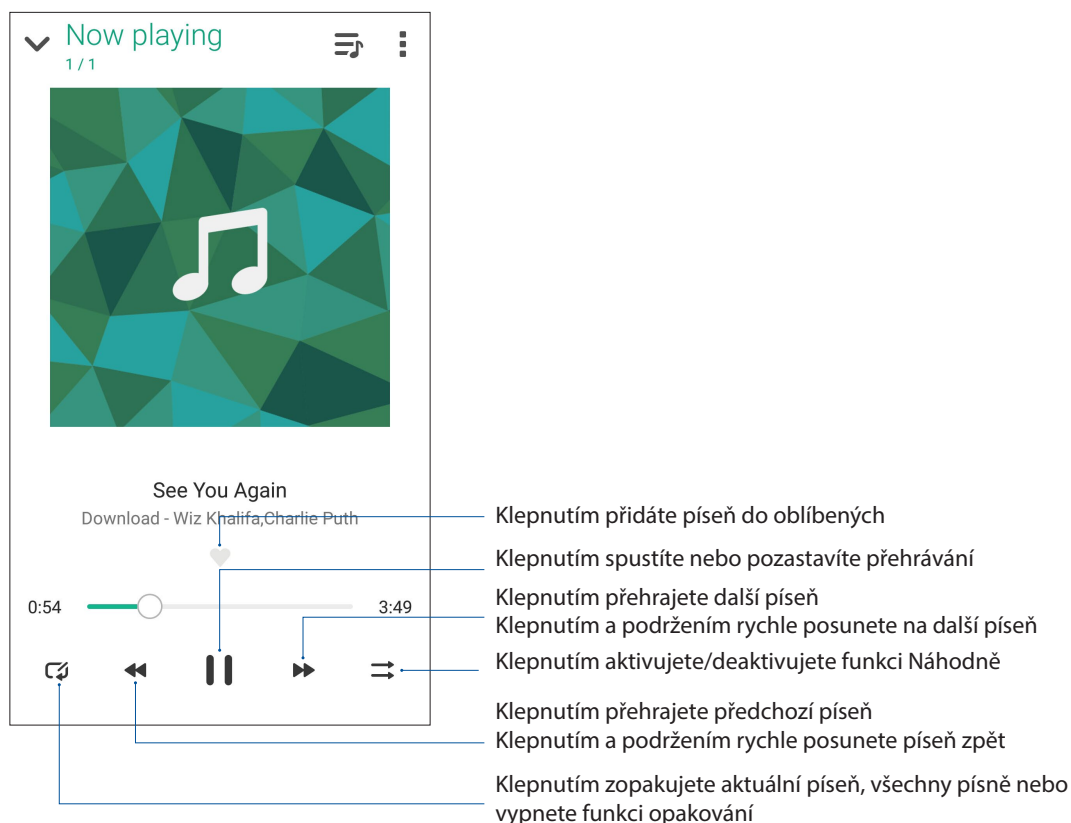 Now playing
1 / 1
See You Again
Download - Wiz Khalifa,Charlie Puth
0:54
3:49
Klepnutím přidáte píseň do oblíbených
Klepnutím spustíte nebo pozastavíte přehrávání
Klepnutím přehrajete další píseň
Klepnutím a podržením rychle posunete na další píseň
Klepnutím aktivujete/deaktivujete funkci Náhodně
Klepnutím přehrajete předchozí píseň
Klepnutím a podržením rychle posunete píseň zpět
Klepnutím zopakujete aktuální píseň, všechny písně nebo
vypnete funkci opakování